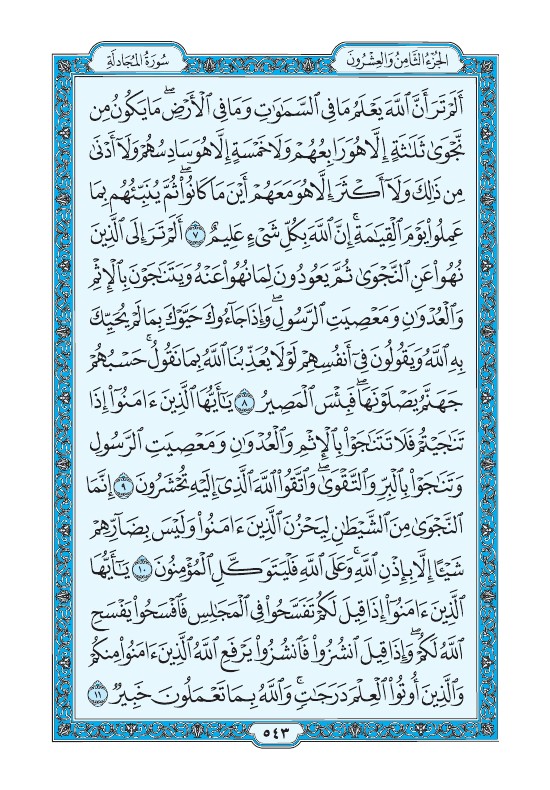 الجُزْءُ الثَّامِنُ وَالعِشْرُونَ
سُورَةُ المُجَادلَةِ
أَلَمْ تَرَ أَنَّ ٱللَّهَ يَعْلَمُ مَا فِى ٱلسَّمَٰوَٰتِ وَمَا فِى ٱلْأَرْضِۖ مَا يَكُونُ مِن
نَّجْوَىٰ ثَلَٰثَةٍ إِلَّا هُوَ رَابِعُهُمْ وَلَا خَمْسَةٍ إِلَّا هُوَ سَادِسُهُمْ وَلَآ أَدْنَىٰ
مِن ذَٰلِكَ وَلَآ أَكْثَرَ إِلَّا هُوَ مَعَهُمْ أَيْنَ مَا كَانُوا۟ۖ ثُمَّ يُنَبِّئُهُم بِمَا
عَمِلُوا۟ يَوْمَ ٱلْقِيَٰمَةِۚ إِنَّ ٱللَّهَ بِكُلِّ شَىْءٍ عَلِيمٌ ٧ أَلَمْ تَرَ إِلَى ٱلَّذِينَ
نُهُوا۟ عَنِ ٱلنَّجْوَىٰ ثُمَّ يَعُودُونَ لِمَا نُهُوا۟ عَنْهُ وَيَتَنَٰجَوْنَ بِٱلْإِثْمِ
وَٱلْعُدْوَٰنِ وَمَعْصِيَتِ ٱلرَّسُولِۖ وَإِذَا جَآءُوكَ حَيَّوْكَ بِمَا لَمْ يُحَيِّكَ
بِهِ ٱللَّهُ وَيَقُولُونَ فِىٓ أَنفُسِهِمْ لَوْلَا يُعَذِّبُنَا ٱللَّهُ بِمَا نَقُولُۚ حَسْبُهُمْ
جَهَنَّمُ يَصْلَوْنَهَاۖ فَبِئْسَ ٱلْمَصِيرُ ٨ يَٰٓأَيُّهَا ٱلَّذِينَ ءَامَنُوٓا۟ إِذَا
تَنَٰجَيْتُمْ فَلَا تَتَنَٰجَوْا۟ بِٱلْإِثْمِ وَٱلْعُدْوَٰنِ وَمَعْصِيَتِ ٱلرَّسُولِ
وَتَنَٰجَوْا۟ بِٱلْبِرِّ وَٱلتَّقْوَىٰۖ وَٱتَّقُوا۟ ٱللَّهَ ٱلَّذِىٓ إِلَيْهِ تُحْشَرُونَ ٩ إِنَّمَا
ٱلنَّجْوَىٰ مِنَ ٱلشَّيْطَٰنِ لِيَحْزُنَ ٱلَّذِينَ ءَامَنُوا۟ وَلَيْسَ بِضَآرِّهِمْ
شَيْـًٔا إِلَّا بِإِذْنِ ٱللَّهِۚ وَعَلَى ٱللَّهِ فَلْيَتَوَكَّلِ ٱلْمُؤْمِنُونَ ١٠ يَٰٓأَيُّهَا
ٱلَّذِينَ ءَامَنُوٓا۟ إِذَا قِيلَ لَكُمْ تَفَسَّحُوا۟ فِى ٱلْمَجَٰلِسِ فَٱفْسَحُوا۟ يَفْسَحِ
ٱللَّهُ لَكُمْۖ وَإِذَا قِيلَ ٱنشُزُوا۟ فَٱنشُزُوا۟ يَرْفَعِ ٱللَّهُ ٱلَّذِينَ ءَامَنُوا۟ مِنكُمْ
وَٱلَّذِينَ أُوتُوا۟ ٱلْعِلْمَ دَرَجَٰتٍۚ وَٱللَّهُ بِمَا تَعْمَلُونَ خَبِيرٌ ١١
٥٤٣